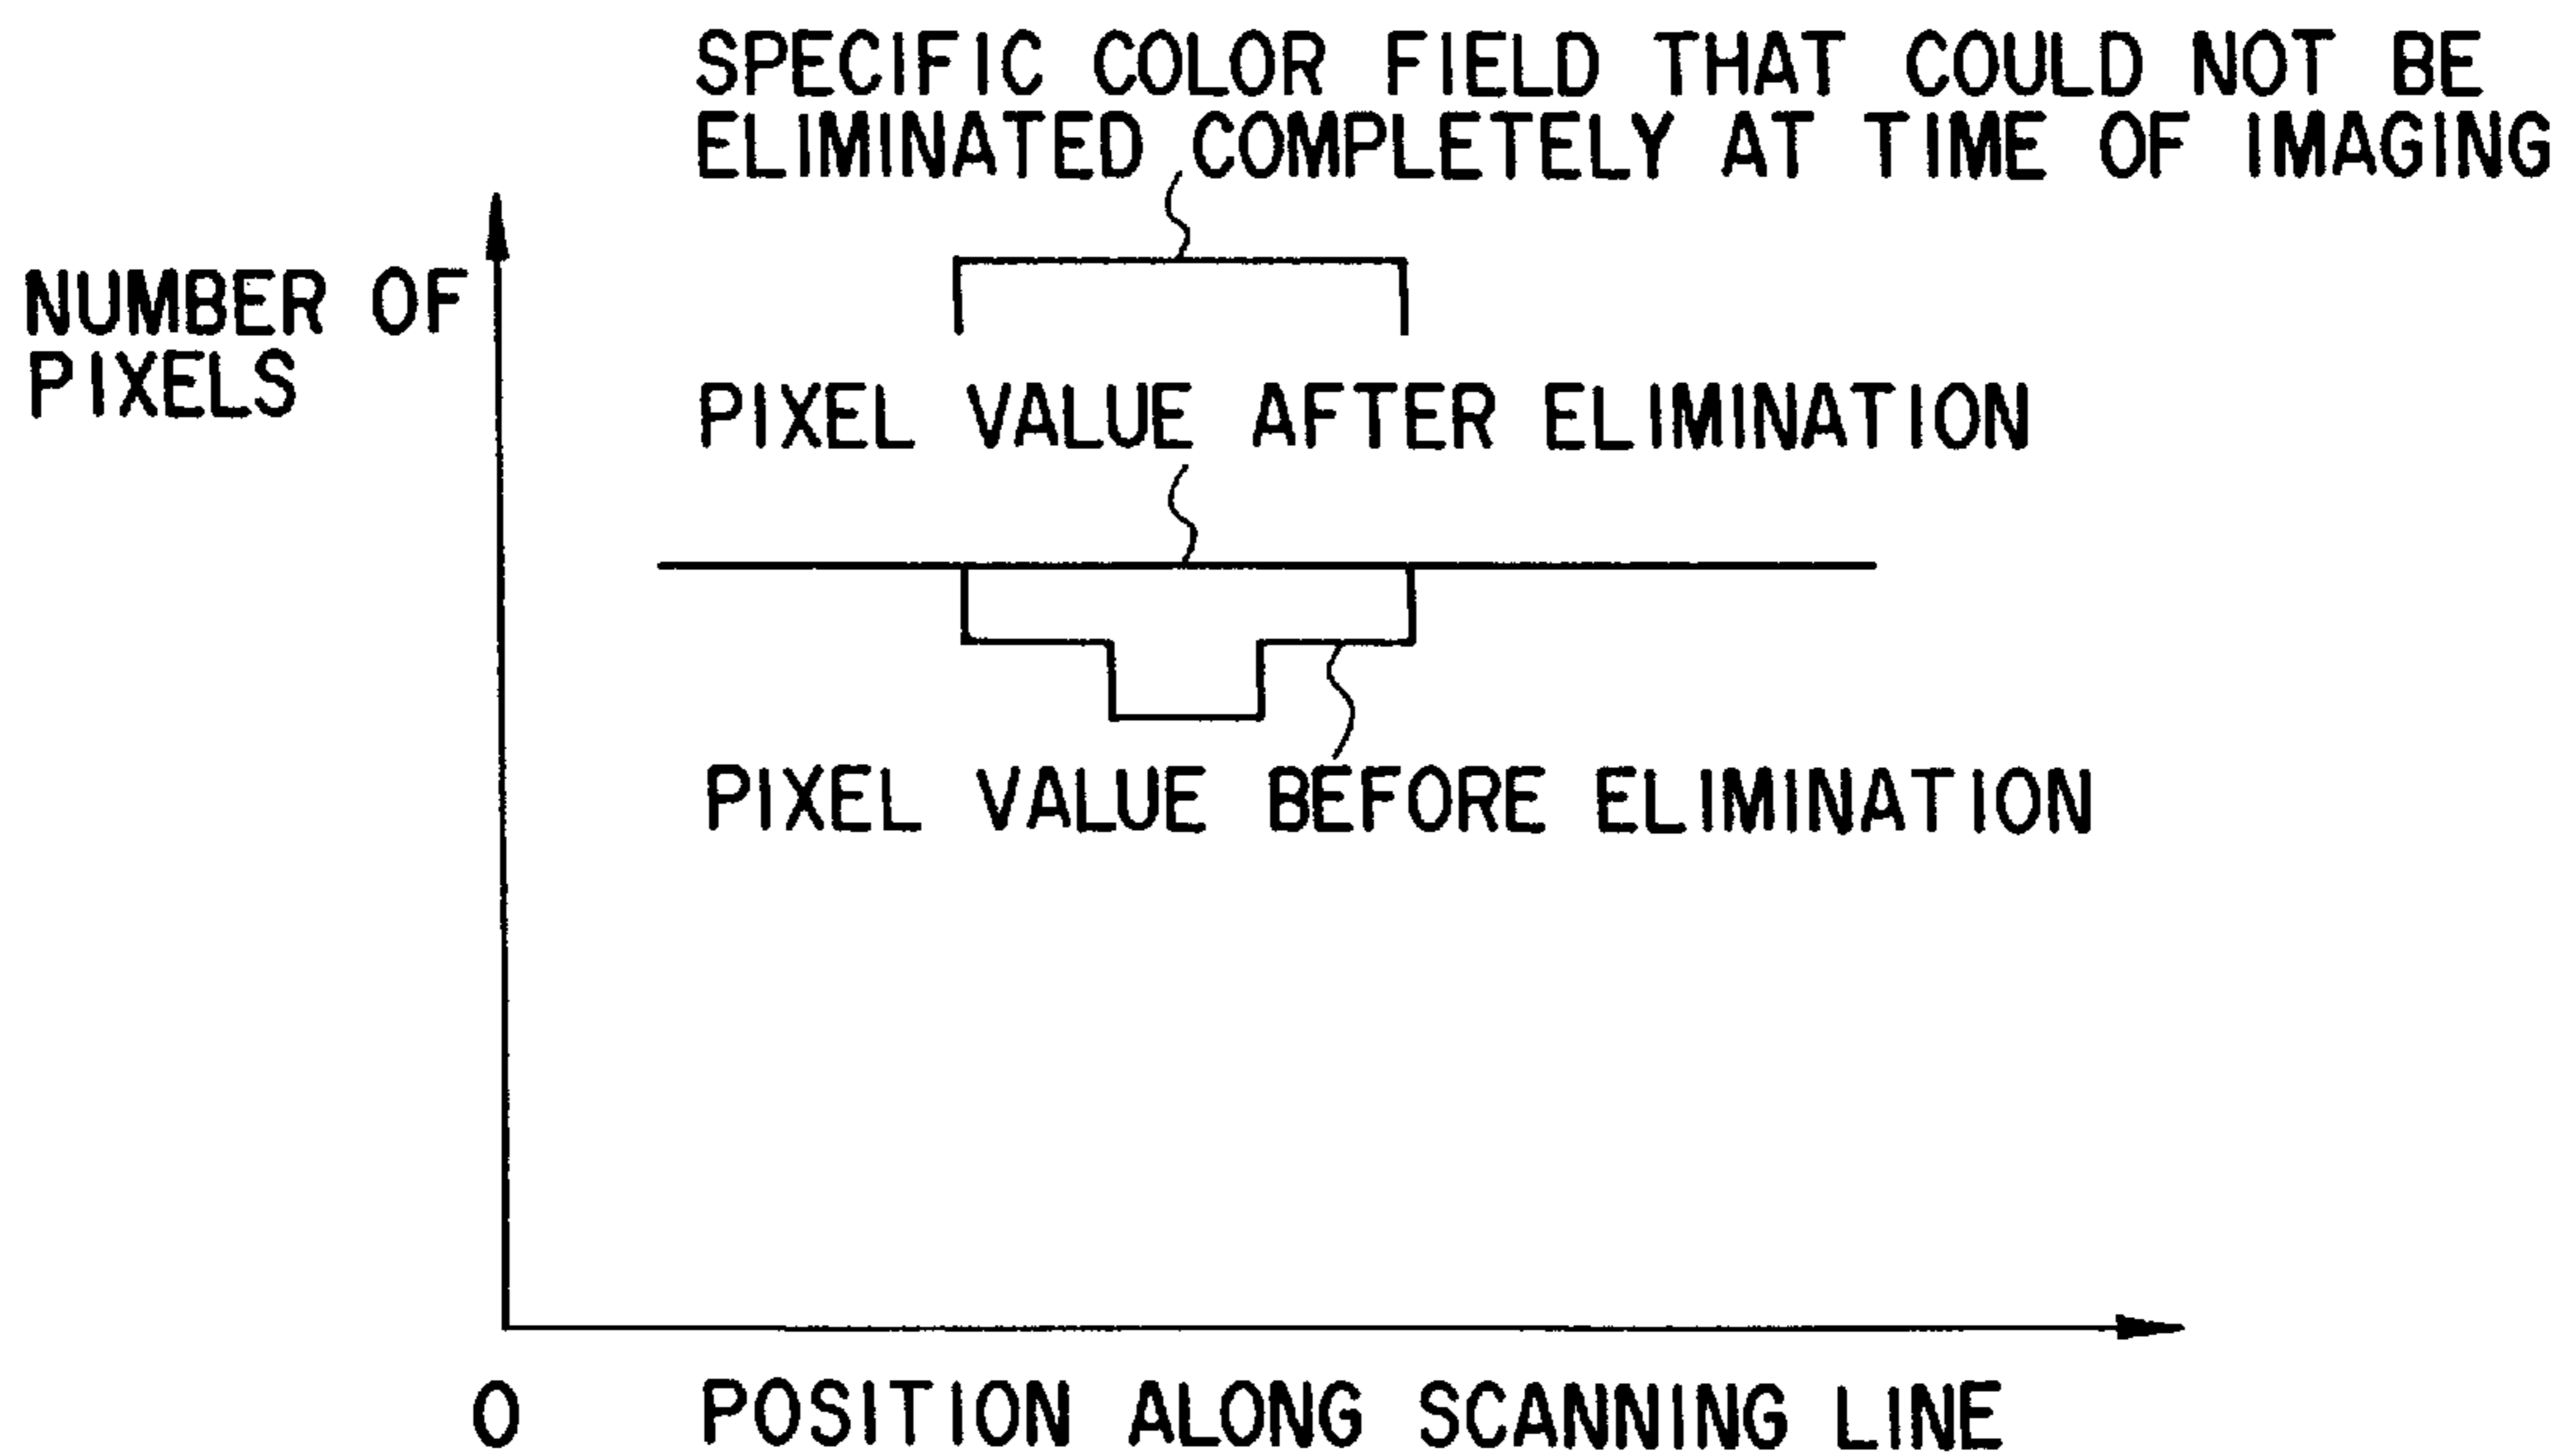 SPECIFIC COLOR FIELD THAT COULD NOT BE
ELIMINATED COMPLETELY AT TIME OF IMAGING
NUMBER OF
PIXELS
PIXEL VALUE AFTER ELIMINATION
PIXEL VALUE BEFORE ELIMINATION
0 POSITION ALONG SCANNING LINE